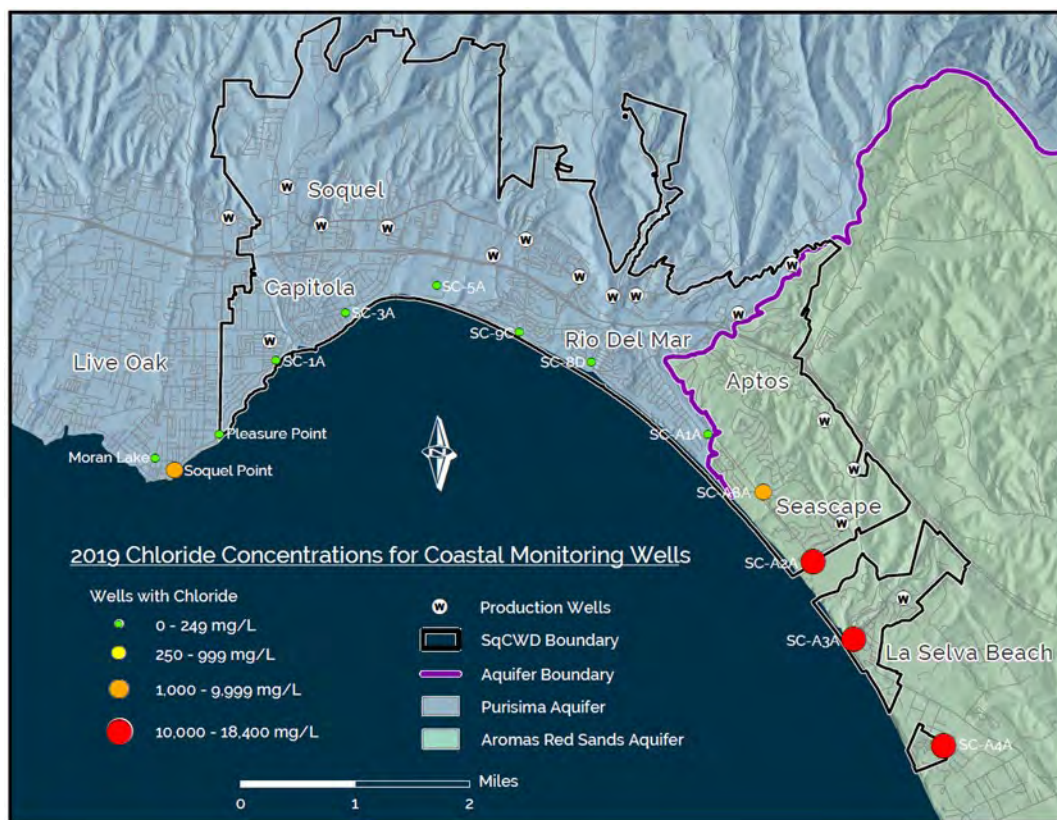 W
Soquel
W
W
W
W
W
W
W
W
W
W
SC-5A
Capitola
SC-3A
W
SC-9C
Rio Del Mar
SC-1A
SC-8D
Live Oak
Aptos
W
Pleasure Point
SC-A1A
Moran Lake
Soquel Point
W
SC-A8A
Seascape
W
2019 Chloride Concentrations for Coastal Monitoring Wells
SC-A2A
Wells with Chloride
0 - 249 mg/L
250 - 999 mg/L
1,000 - 9,999 mg/L
10,000 - 18,400 mg/L
W Production Wells
SqCWD Boundary
Aquifer Boundary
Purisima Aquifer
Aromas Red Sands Aquifer
W
SC-A3A
La Selva Beach
SC-A4A
Miles
0 1 2